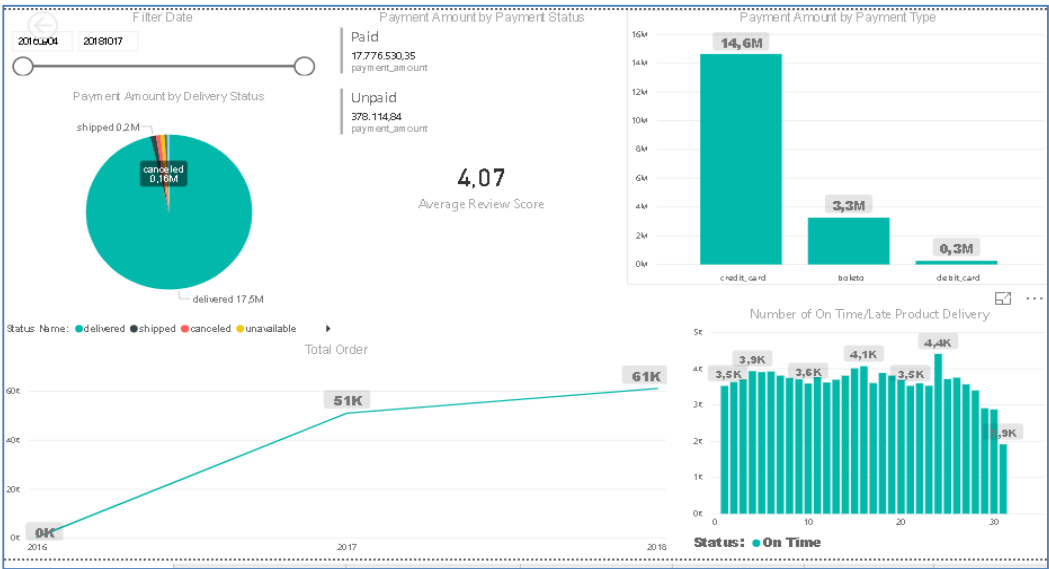 Filter Date
20181017
Payment Amount by Delivery Status
shipped 0,2M
canceled
0,16M
delivered 17,5M
Status Name: delivered shipped canceled unavailable
Payment Amount by Payment Status
Paid
17.776.530,35
payment_amount
Unpaid
378.114,84
payment_amount
4,07
Average Review Score
Payment Amount by Payment Type
16M
14M
12M
10M
8M
6M
4M
2M
0M
14,6M
3,3M
0,3M
credit_card
boleto
debit_card
Total Order
60K
40K
20K
0K
0K
51K
61K
2016
2017
2018
Number of On Time/Late Product Delivery
5K
4K
3K
2K
1K
0K
3,5K
3,9K
3,6K
4,1K
3,5K
4,4K
,9K
0
10
20
30
Status: On Time